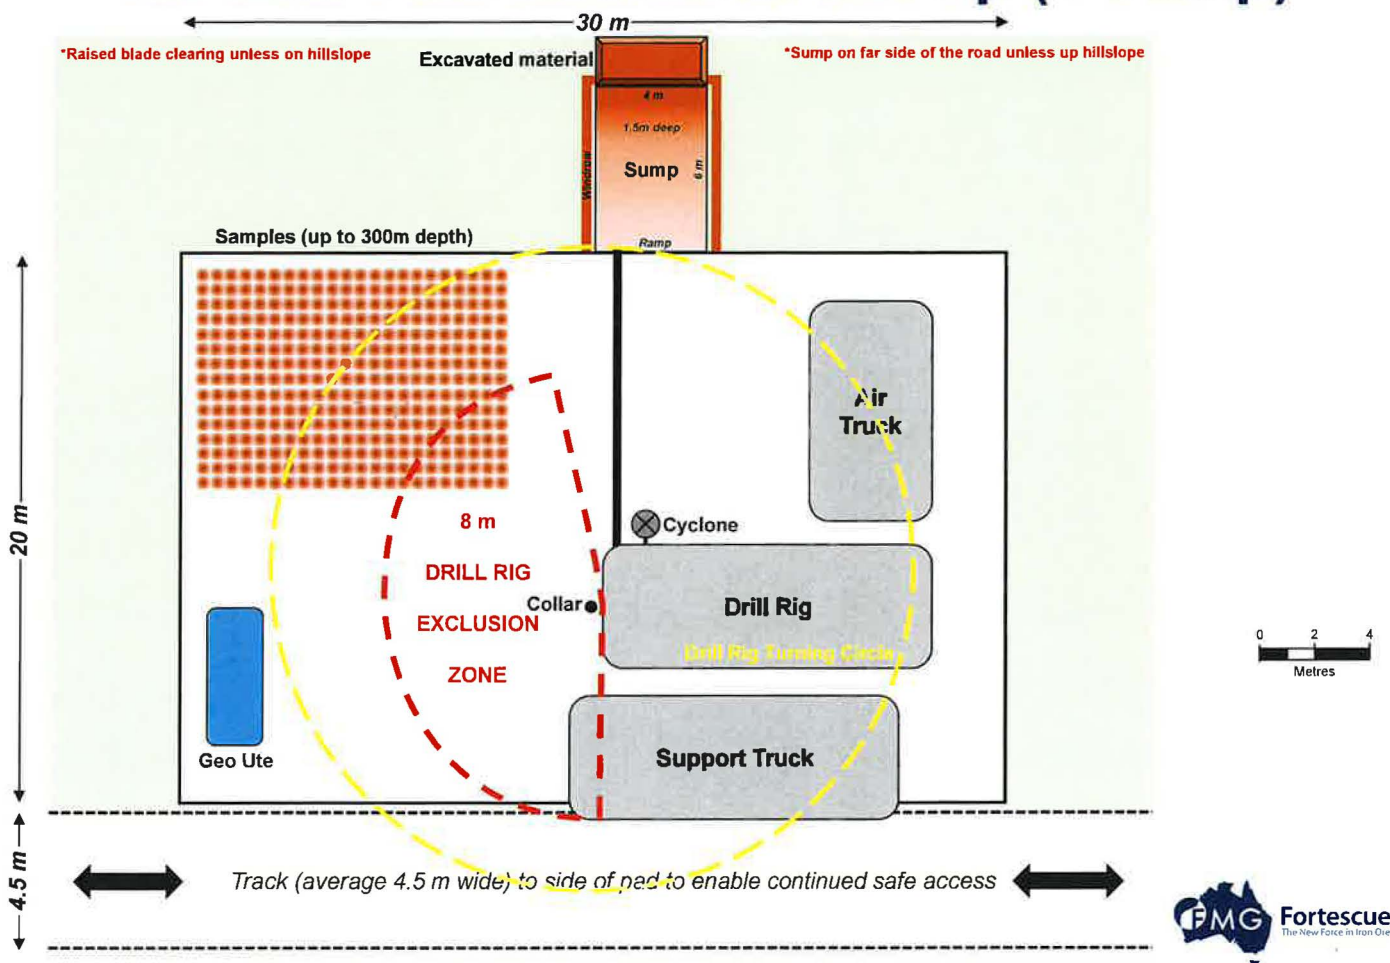 30 m
*Raised blade clearing unless on hillslope
Excavated material
*Sump on far side of the road unless up hillslope
4 m
1.5m deep
Windrow
Sump
6 m
Ramp
Samples (up to 300m depth)
Air
Truck
20 m
8 m
Cyclone
DRILL RIG
Collar
Drill Rig
EXCLUSION
Drill Rig Turning Circle
ZONE
0 2 4
Metres
Geo Ute
Support Truck
4.5 m
Track (average 4.5 m wide) to side of pad to enable continued safe access
FMG Fortescue
The New Force in Iron Ore